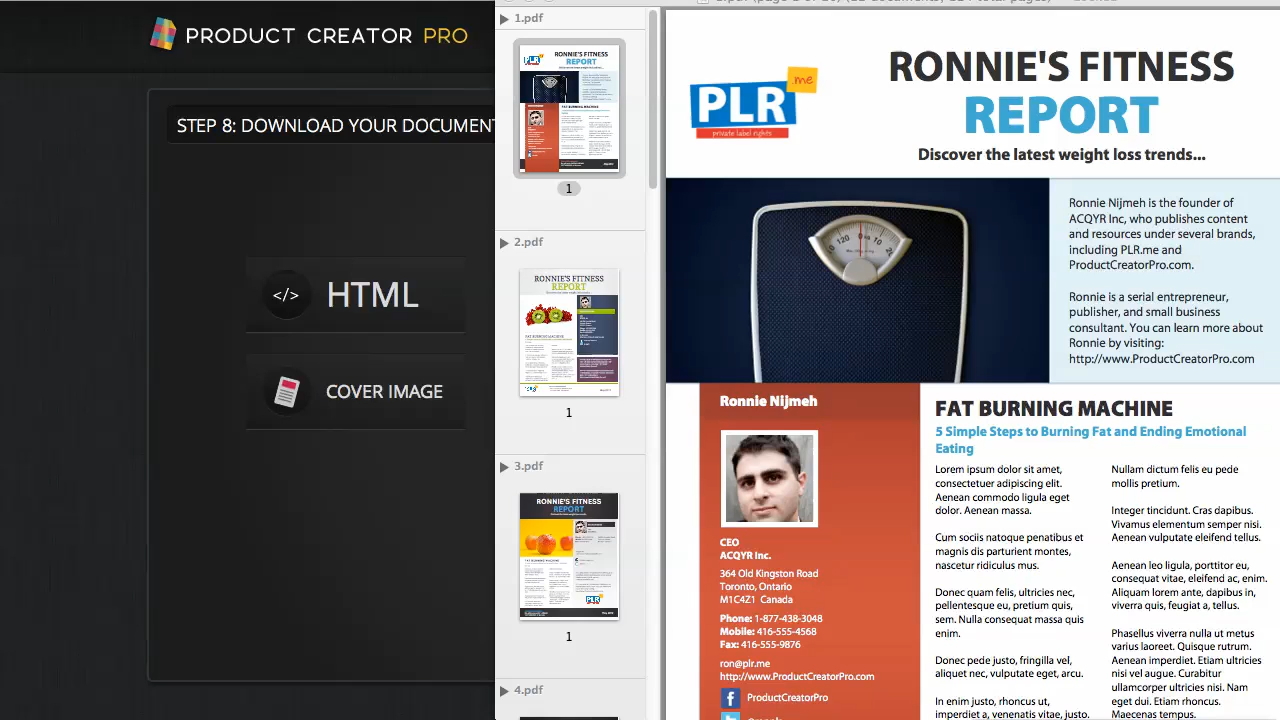 PRODUCT CREATOR PRO
TEP 8: DOWNLOAD YOUR DOCUMENT
</> HTML
COVER IMAGE
1.pdf
RONNIE'S FITNESS
REPORT
1
2.pdf
RONNIE'S FITNESS
REPORT
1
3.pdf
RONNIE'S FITNESS
REPORT
1
4.pdf
PLR
.me
private label rights
RONNIE'S FITNESS
REPORT
Discover the latest weight loss trends...
Ronnie Nijmeh is the founder of
ACQYR Inc, who publishes content
and resources under several brands,
including PLR.me and
ProductCreatorPro.com.
Ronnie is a serial entrepreneur,
publisher, and small business
consultant. You can learn more about
Ronnie by visiting:
http://www.ProductCreatorPro.com
Ronnie Nijmeh
CEO
ACQYR Inc.
364 Old Kingston Road
Toronto, Ontario
M1C4Z1 Canada
Phone: 1-877-438-3048
Mobile: 416-555-4568
Fax: 416-555-9876
ron@plr.me
http://www.ProductCreatorPro.com
ProductCreatorPro
FAT BURNING MACHINE
5 Simple Steps to Burning Fat and Ending Emotional
Eating
Lorem ipsum dolor sit amet,
consectetuer adipiscing elit.
Aenean commodo ligula eget
dolor. Aenean massa.
Cum sociis natoque penatibus et
magnis dis parturient montes,
nascetur ridiculus mus.
Donec quam felis, ultricies nec,
pellentesque eu, pretium quis,
sem. Nulla consequat massa quis
enim.
Donec pede justo, fringilla vel,
aliquet nec, vulputate eget, arcu.
In enim justo, rhoncus ut,
imperdiet a, venenatis vitae, justo.
Nullam dictum felis eu pede
mollis pretium.
Integer tincidunt. Cras dapibus.
Vivamus elementum semper nisi.
Aenean vulputate eleifend tellus.
Aenean leo ligula, porttitor eu,
consequat vitae, eleifend ac, enim.
Aliquam lorem ante, dapibus in,
viverra quis, feugiat a, tellus.
Phasellus viverra nulla ut metus
varius laoreet. Quisque rutrum.
Aenean imperdiet. Etiam ultricies
nisi vel augue. Curabitur
ullamcorper ultricies nisi. Nam
eget dui. Etiam rhoncus.
Maecenas tempus,